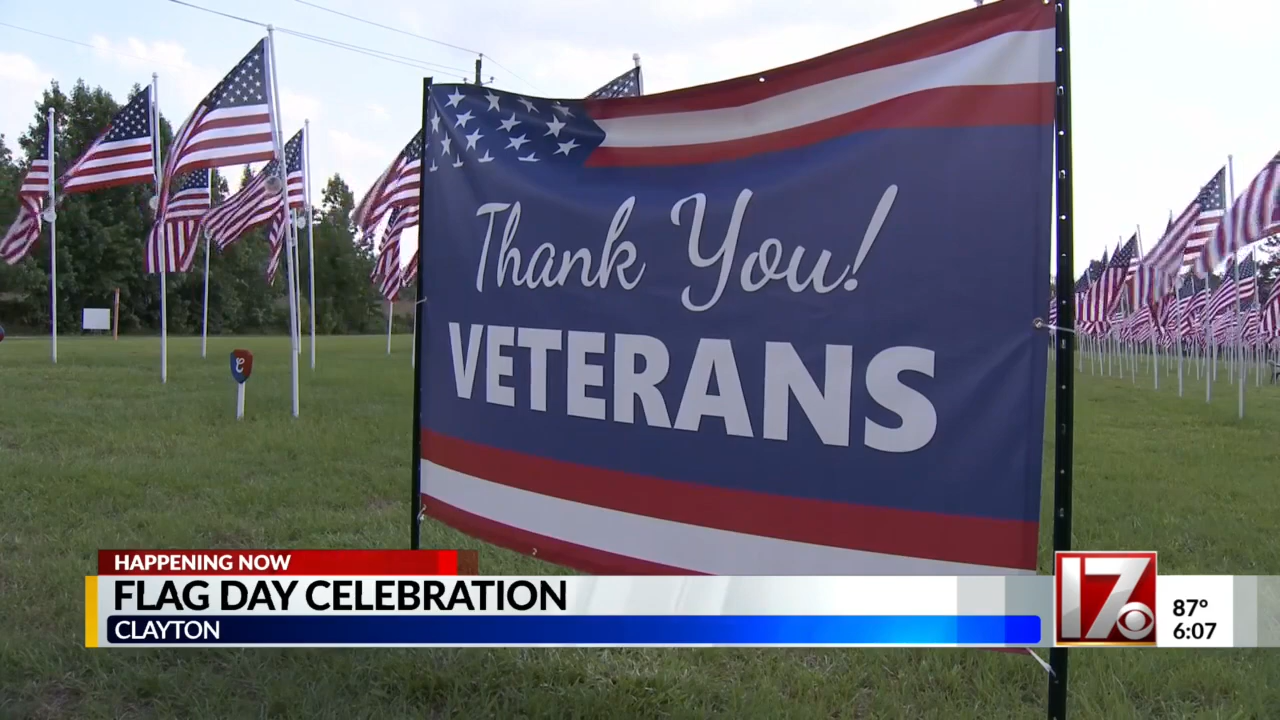 Thank You!
VETERANS
HAPPENING NOW
FLAG DAY CELEBRATION
CLAYTON
17
87°
6:07